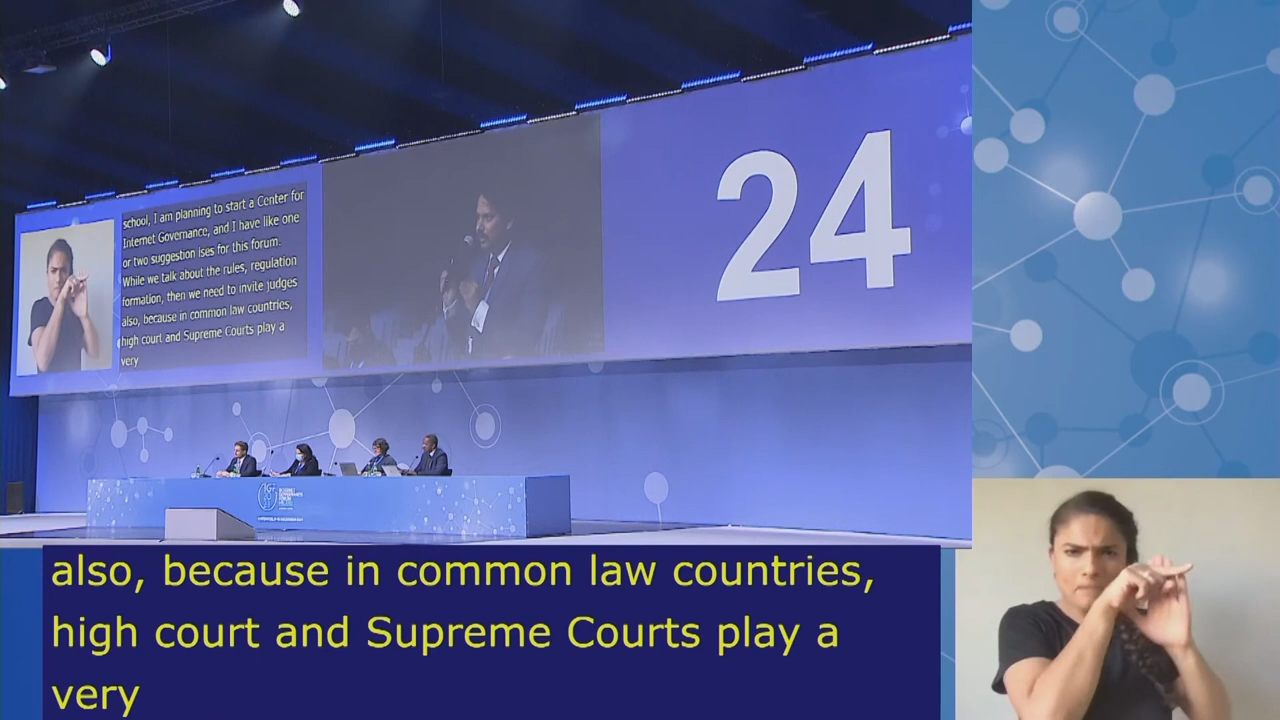 school, I am planning to start a Center for
Internet Governance, and I have like one
or two suggestion ises for this forum.
While we talk about the rules, regulation
formation, then we need to invite judges
also, because in common law countries,
high court and Supreme Courts play a
very
24
also, because in common law countries,
high court and Supreme Courts play a
very